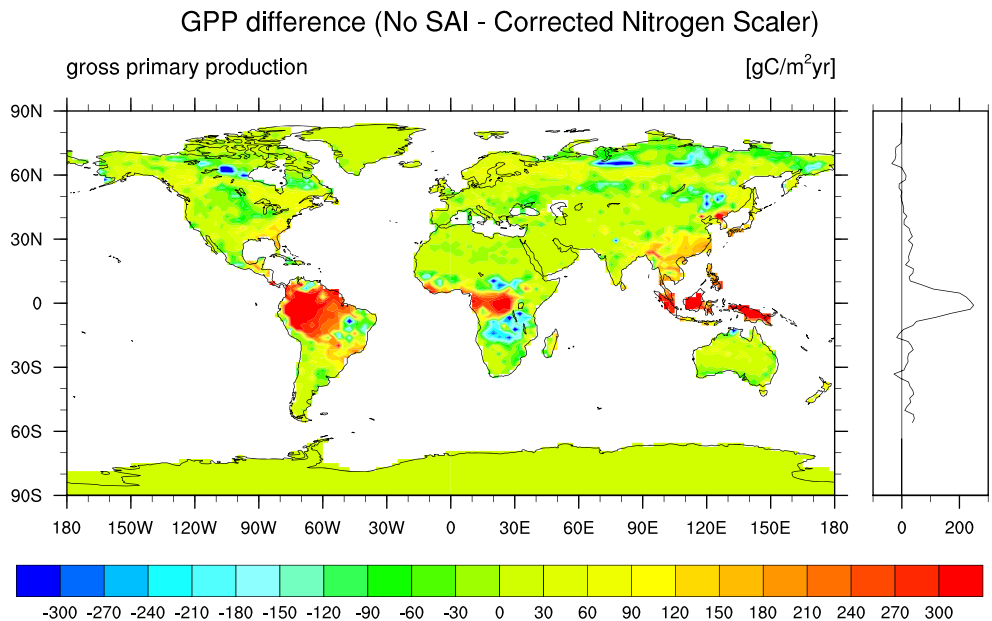 GPP difference (No SAI - Corrected Nitrogen Scaler)
gross primary production [gC/m²yr]
90N
60N
30N
0
30S
60S
90S
180 150W 120W 90W 60W 30W 0 30E 60E 90E 120E 150E 180 0 200
-300 -270 -240 -210 -180 -150 -120 -90 -60 -30 0 30 60 90 120 150 180 210 240 270 300